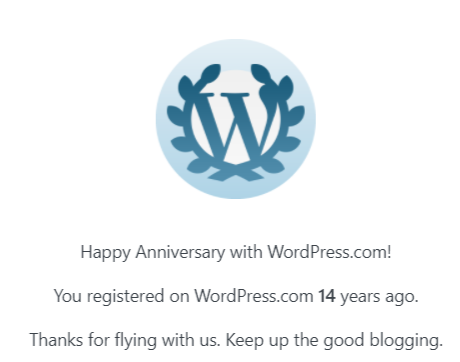 W
Happy Anniversary with WordPress.com!
You registered on WordPress.com 14 years ago.
Thanks for flying with us. Keep up the good blogging.